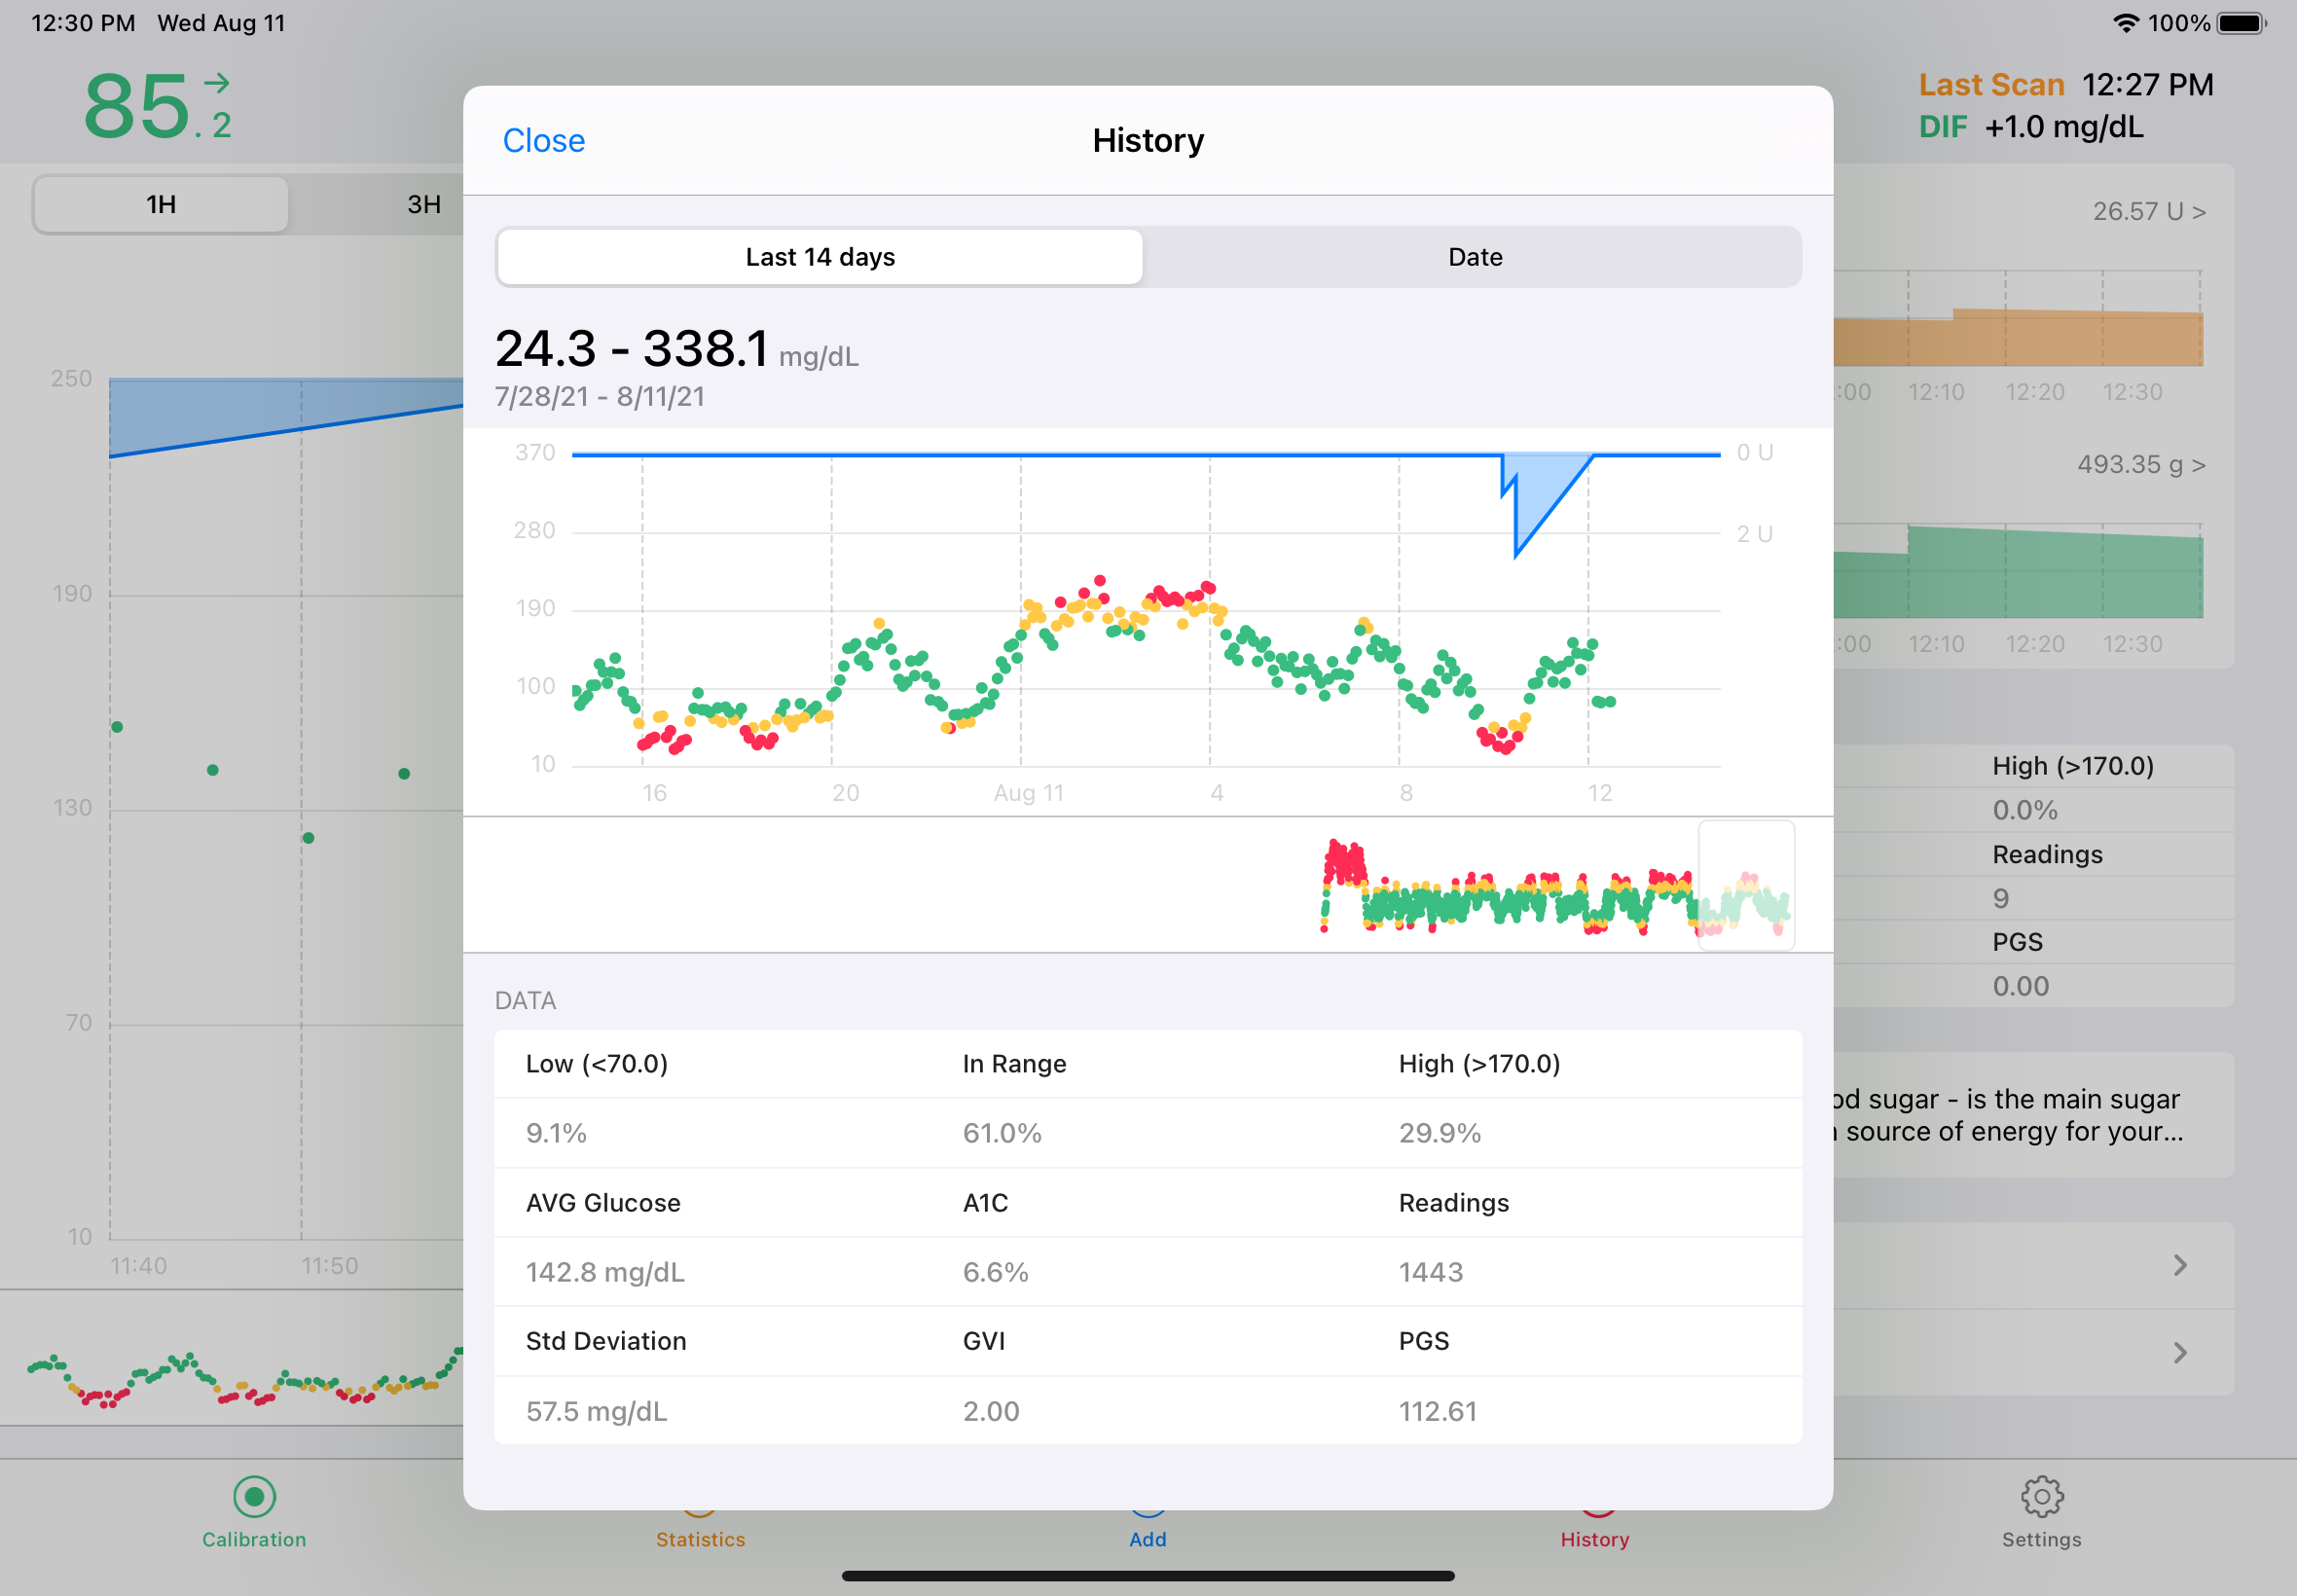 12:30 PM Wed Aug 11
100%
85.2
Last Scan 12:27 PM
DIF +1.0 mg/dL
1H 3H
250
190
130
70
10
11:40 11:50
Close History
Last 14 days Date
24.3 - 338.1 mg/dL
7/28/21 - 8/11/21
370 0 U
280 2 U
190
100
10
16 20 Aug 11 4 8 12
DATA
Low (<70.0) In Range High (>170.0)
9.1% 61.0% 29.9%
AVG Glucose A1C Readings
142.8 mg/dL 6.6% 1443
Std Deviation GVI PGS
57.5 mg/dL 2.00 112.61
26.57 U >
:00 12:10 12:20 12:30
493.35 g >
:00 12:10 12:20 12:30
High (>170.0)
0.0%
Readings
9
PGS
0.00
od sugar - is the main sugar
source of energy for your...
Calibration Statistics Add History Settings